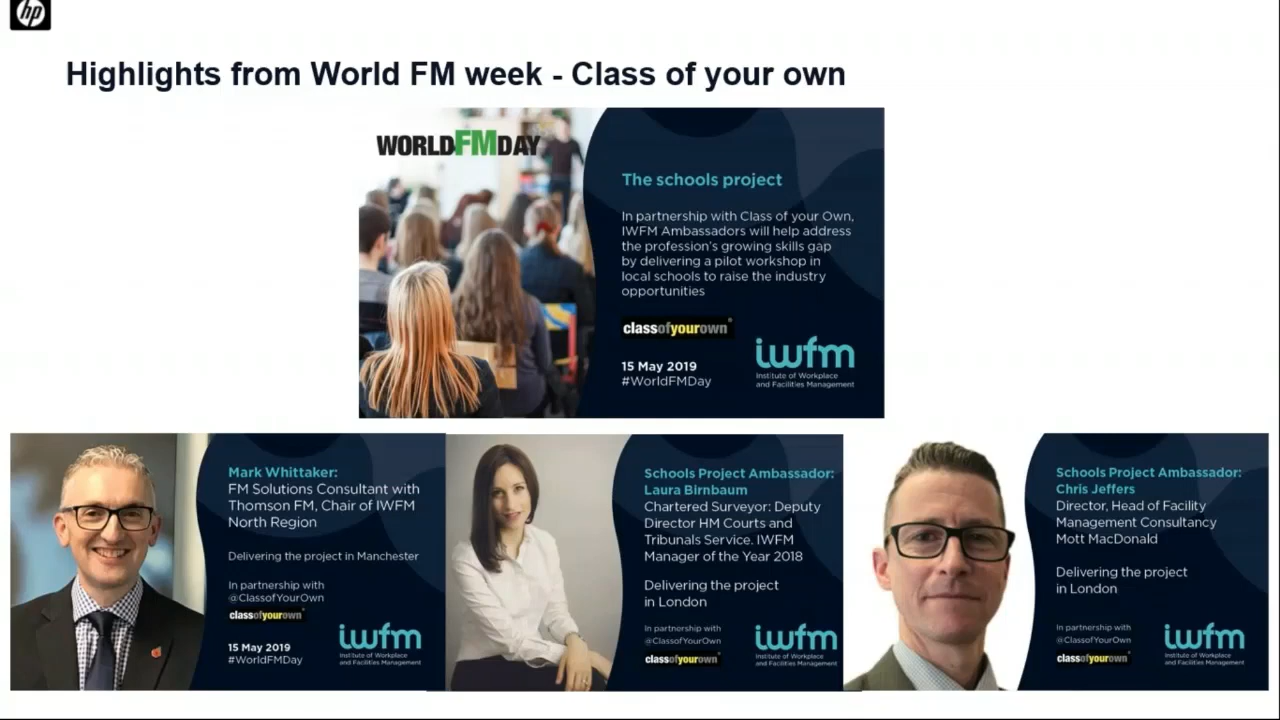 hp
Highlights from World FM week - Class of your own
WORLDFMDAY
The schools project
In partnership with Class of your Own,
IWFM Ambassadors will help address
the profession's growing skills gap
by delivering a pilot workshop in
local schools to raise the industry
opportunities
classofyourown®
15 May 2019
#WorldFMDay
iwfm
Institute of Workplace
and Facilities Management
Mark Whittaker:
FM Solutions Consultant with
Thomson FM, Chair of IWFM
North Region
Delivering the project in Manchester
In partnership with
@ClassofYourOwn
classofyourown®
15 May 2019
#WorldFMDay
iwfm
Institute of Workplace
and Facilities Management
Schools Project Ambassador:
Laura Birnbaum
Chartered Surveyor: Deputy
Director HM Courts and
Tribunals Service. IWFM
Manager of the Year 2018
Delivering the project
in London
In partnership with
@ClassofYourOwn
classofyourown®
iwfm
Institute of Workplace
and Facilities Management
Schools Project Ambassador:
Chris Jeffers
Director, Head of Facility
Management Consultancy
Mott MacDonald
Delivering the project
in London
In partnership with
@ClassofYourOwn
classofyourown®
iwfm
Institute of Workplace
and Facilities Management